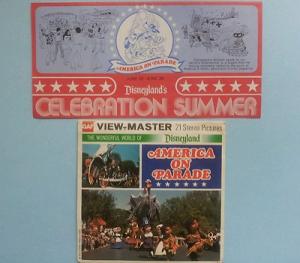 AMERICA ON PARADE
Disneyland's
CELEBRATION SUMMER
GAF
VIEW-MASTER 21 Stereo Pictures
THE WONDERFUL WORLD OF Disneyland
AMERICA
ON
PARADE